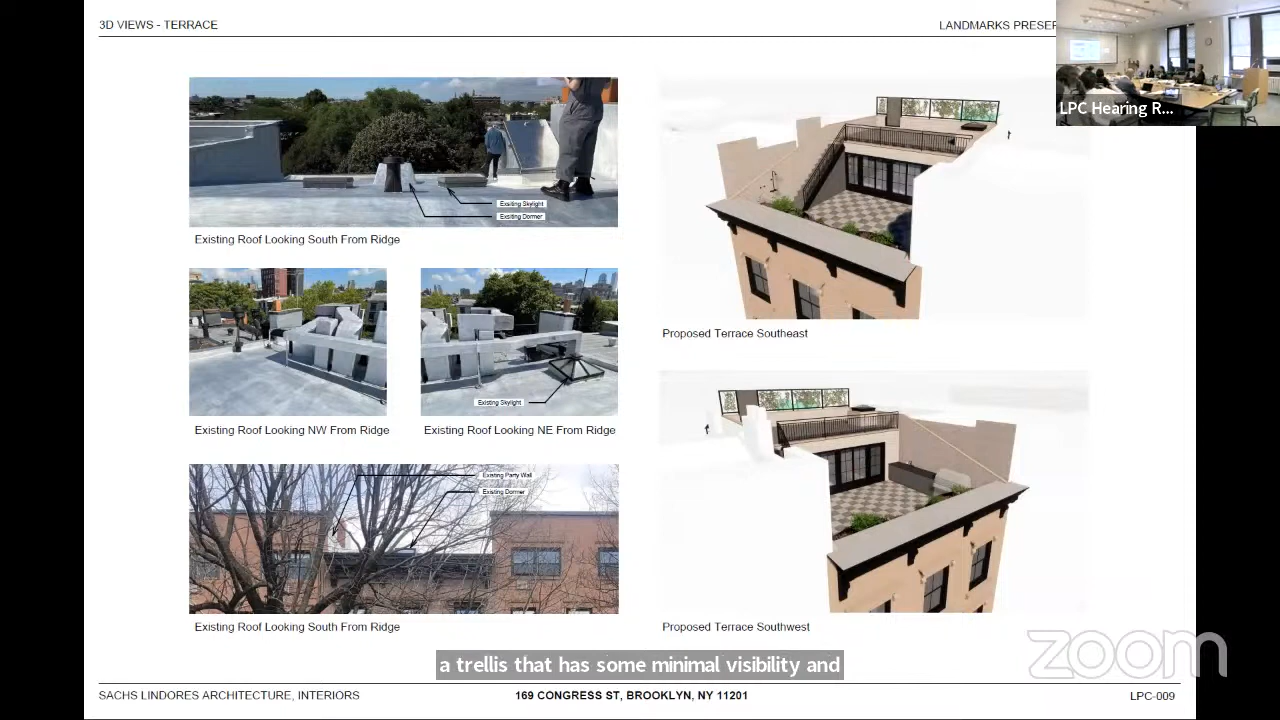 3D VIEWS - TERRACE
LANDMARKS PRESER
LPC Hearing R...
Exsiting Skylight
Exsiting Dormer
Existing Roof Looking South From Ridge
Proposed Terrace Southeast
Existing Skylight
Existing Roof Looking NW From Ridge
Existing Roof Looking NE From Ridge
Existing Party Wall
Existing Dormer
Existing Roof Looking South From Ridge
Proposed Terrace Southwest
zoom
a trellis that has some minimal visibility and
SACHS LINDORES ARCHITECTURE, INTERIORS
169 CONGRESS ST, BROOKLYN, NY 11201
LPC-009